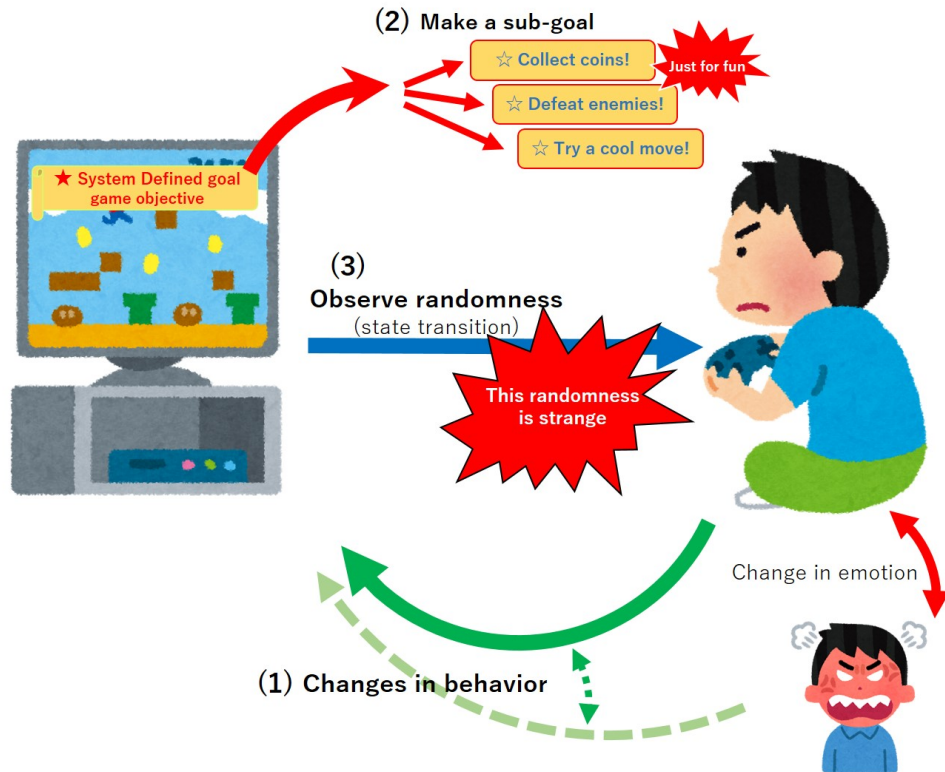 (2) Make a sub-goal
☆ Collect coins!
Just for fun
☆ Defeat enemies!
☆ Try a cool move!
★ System Defined goal
game objective
(3)
Observe randomness
(state transition)
This randomness
is strange
Change in emotion
(1) Changes in behavior